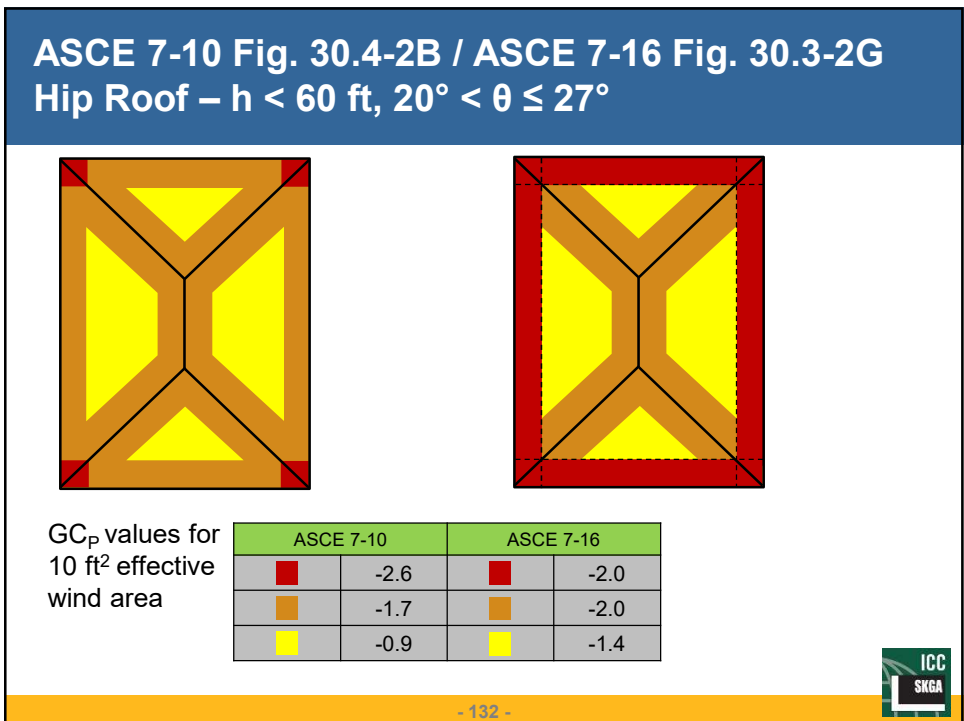 ASCE 7-10 Fig. 30.4-2B / ASCE 7-16 Fig. 30.3-2G
Hip Roof – h < 60 ft, 20° < θ ≤ 27°
GCP values for
10 ft2 effective
wind area
ASCE 7-10 ASCE 7-16
-2.6 -2.0
-1.7 -2.0
-0.9 -1.4
ICC
SKGA
- 132 -